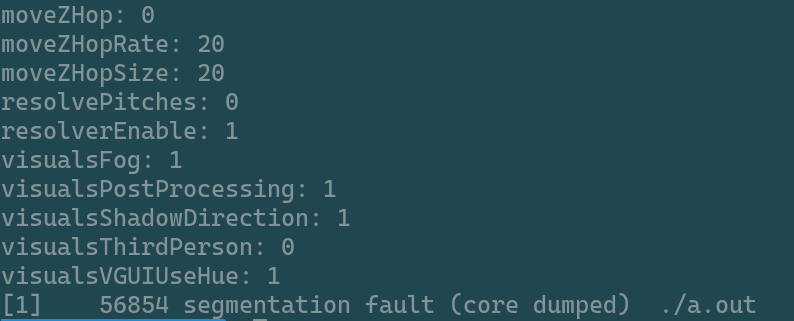 moveZHop: 0
moveZHopRate: 20
moveZHopSize: 20
resolvePitches: 0
resolverEnable: 1
visualsFog: 1
visualsPostProcessing: 1
visualsShadowDirection: 1
visualsThirdPerson: 0
visualsVGUIUseHue: 1
[1]    56854 segmentation fault (core dumped)  ./a.out